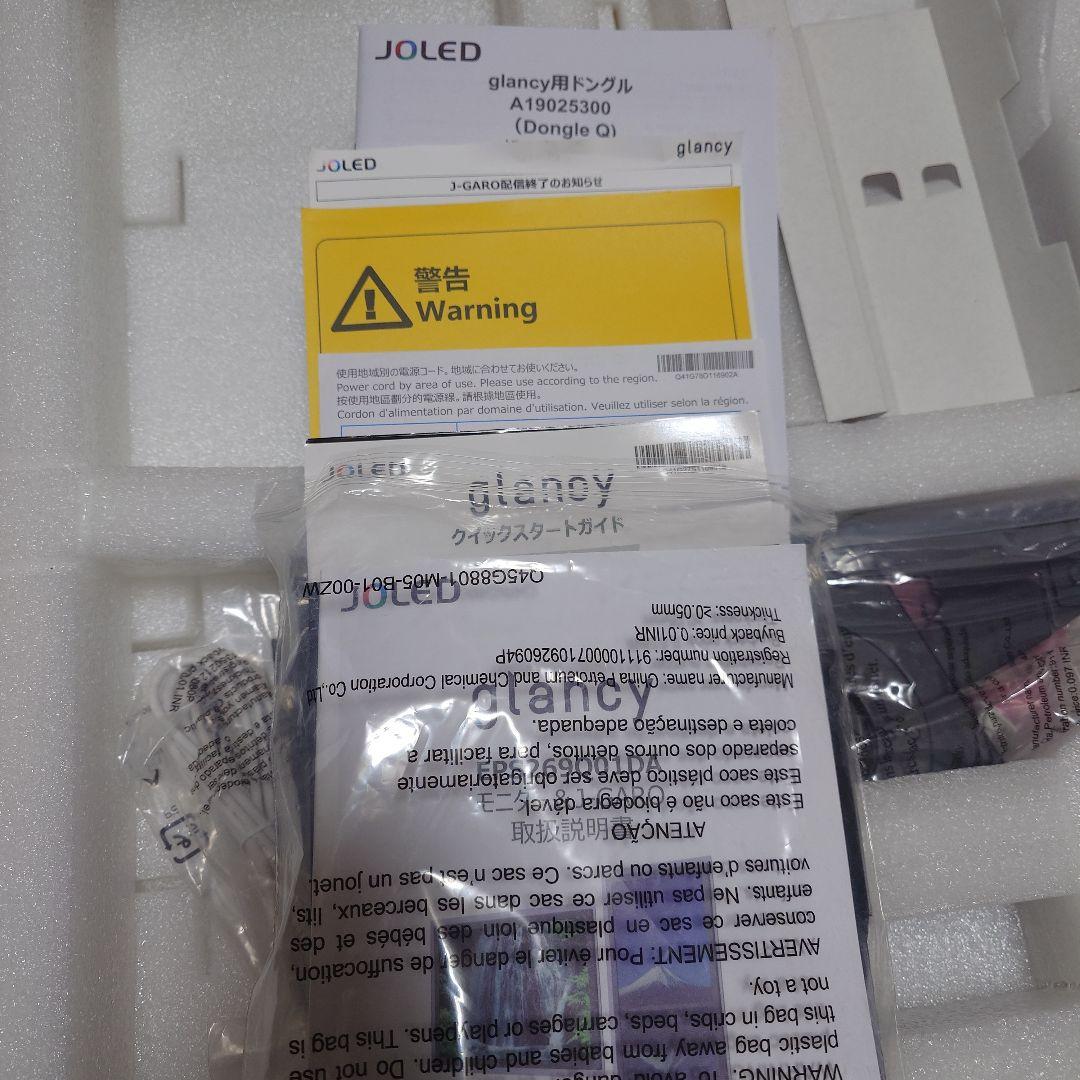 JOLED
glancy用ドングル
A19025300
(Dongle Q)
JOLED
glancy
J-GARO配信終了のお知らせ
警告
Warning
使用地域別の電源コード。地域に合わせてお使いください。
Power cord by area of use. Please use according to the region.
按使用地區劃分的電源線。請根據地區使用。
Cordon d'alimentation par domaine d'utilisation. Veuillez utiliser selon la région.
Q41G78D116902A
JOLED
glancy
クイックスタートガイド
JOLED
glancy
モニター & J-GARO
取扱説明書
WARNING: To avoid
plastic bag away from babies and children. Do not use
this bag in cribs, beds, carriages or playpens. This bag is
not a toy.
AVERTISSEMENT: Pour éviter le danger de suffocation,
conserver ce sac en plastique loin des bébés et des
enfants. Ne pas utiliser ce sac dans les berceaux, lits,
voitures d'enfants ou parcs. Ce sac n'est pas un jouet.
ATENÇÃO
Este saco não é biodegradável
Este saco plástico deve ser obrigatoriamente
separado dos outros detritos, para facilitar a
coleta e destinação adequada.
Manufacturer name: China Petroleum and Chemical Corporation Co.,Ltd
Registration number: 91110000710926094P
Buyback price: 0.01INR
Thickness: ≥0.05mm
Q45G8801-M05-B01-00ZW